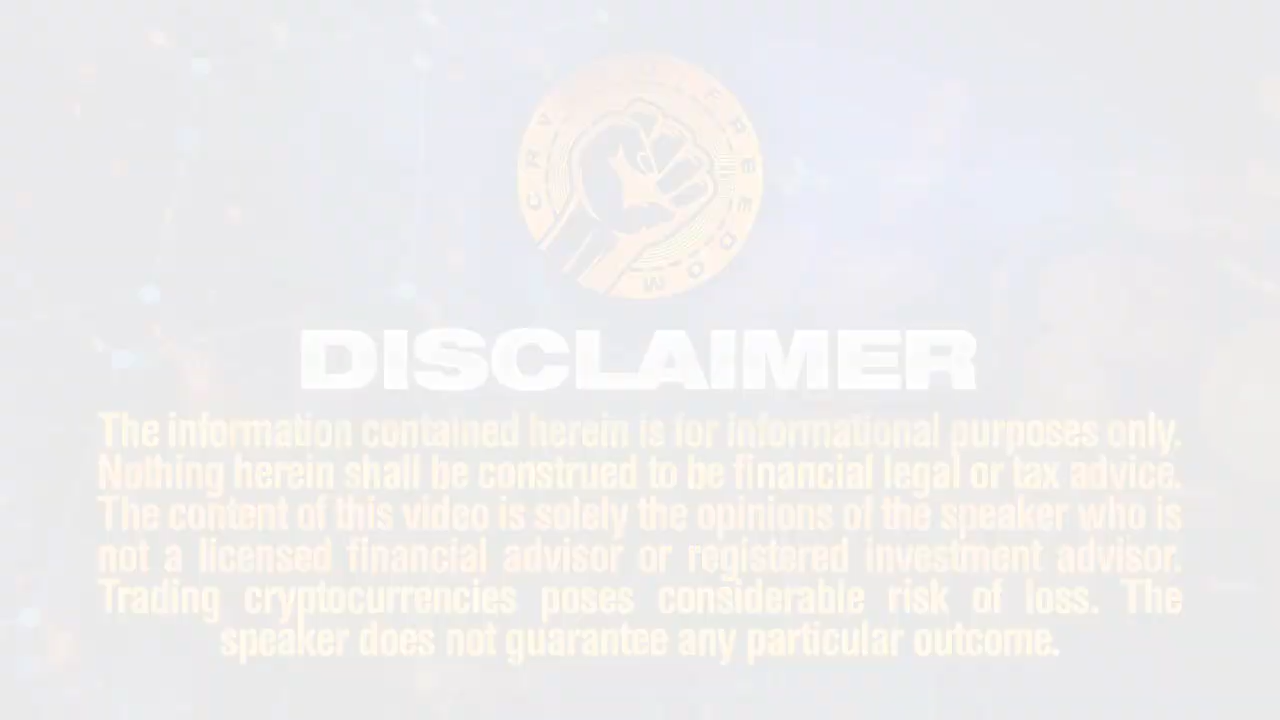 CRYPTO FREEDOM
DISCLAIMER
The information contained herein is for informational purposes only.
Nothing herein shall be construed to be financial legal or tax advice.
The content of this video is solely the opinions of the speaker who is
not a licensed financial advisor or registered investment advisor.
Trading cryptocurrencies poses considerable risk of loss. The
speaker does not guarantee any particular outcome.